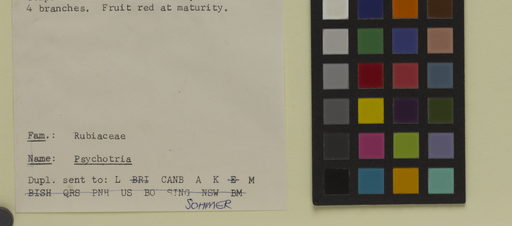 4 branches. Fruit red at maturity.
Fam.: Rubiaceae
Name: Psychotria
Dupl. sent to: L BRI CANB A K E M
BISH QRS PNH US BO SING NSW BM
SOHMER